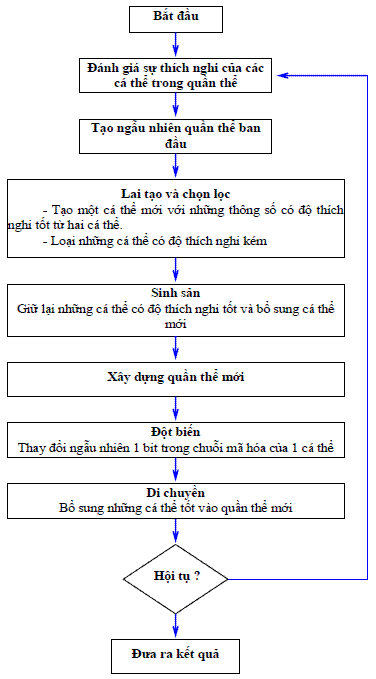 Bắt đầu
Đánh giá sự thích nghi của các
cá thể trong quần thể
Tạo ngẫu nhiên quần thể ban
đầu
Lai tạo và chọn lọc
- Tạo một cá thể mới với những thông số có độ thích
nghi tốt từ hai cá thể.
- Loại những cá thể có độ thích nghi kém
Sinh sản
Giữ lại những cá thể có độ thích nghi tốt và bổ sung cá thể
mới
Xây dựng quần thể mới
Đột biến
Thay đổi ngẫu nhiên 1 bit trong chuỗi mã hóa của 1 cá thể
Di chuyển
Bổ sung những cá thể tốt vào quần thể mới
Hội tụ ?
Đưa ra kết quả